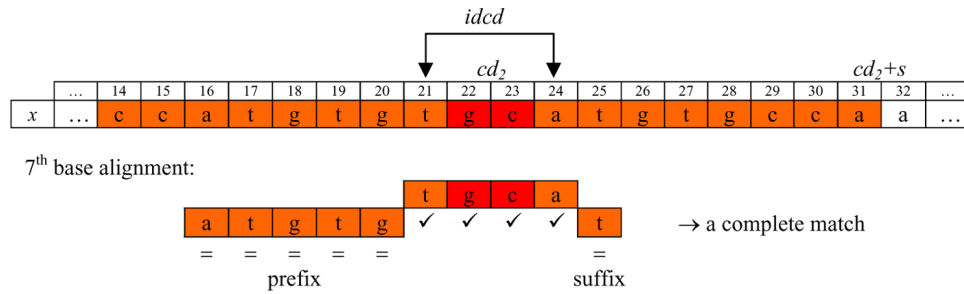 idcd
cd₂ cd₂+s
… 14 15 16 17 18 19 20 21 22 23 24 25 26 27 28 29 30 31 32 …
x … c c a t g t g t g c a t g t g c c a a …
7th base alignment:
t g c a
a t g t g ✓ ✓ ✓ ✓ t → a complete match
= = = = = =
prefix suffix